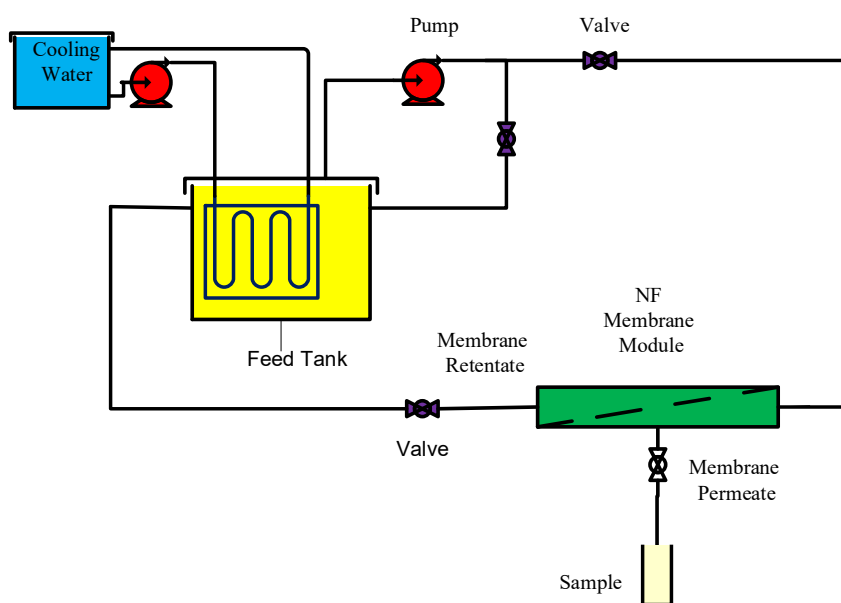 Pump
Valve
Cooling
Water
NF
Membrane
Module
Membrane
Retentate
Feed Tank
Valve
Membrane
Permeate
Sample